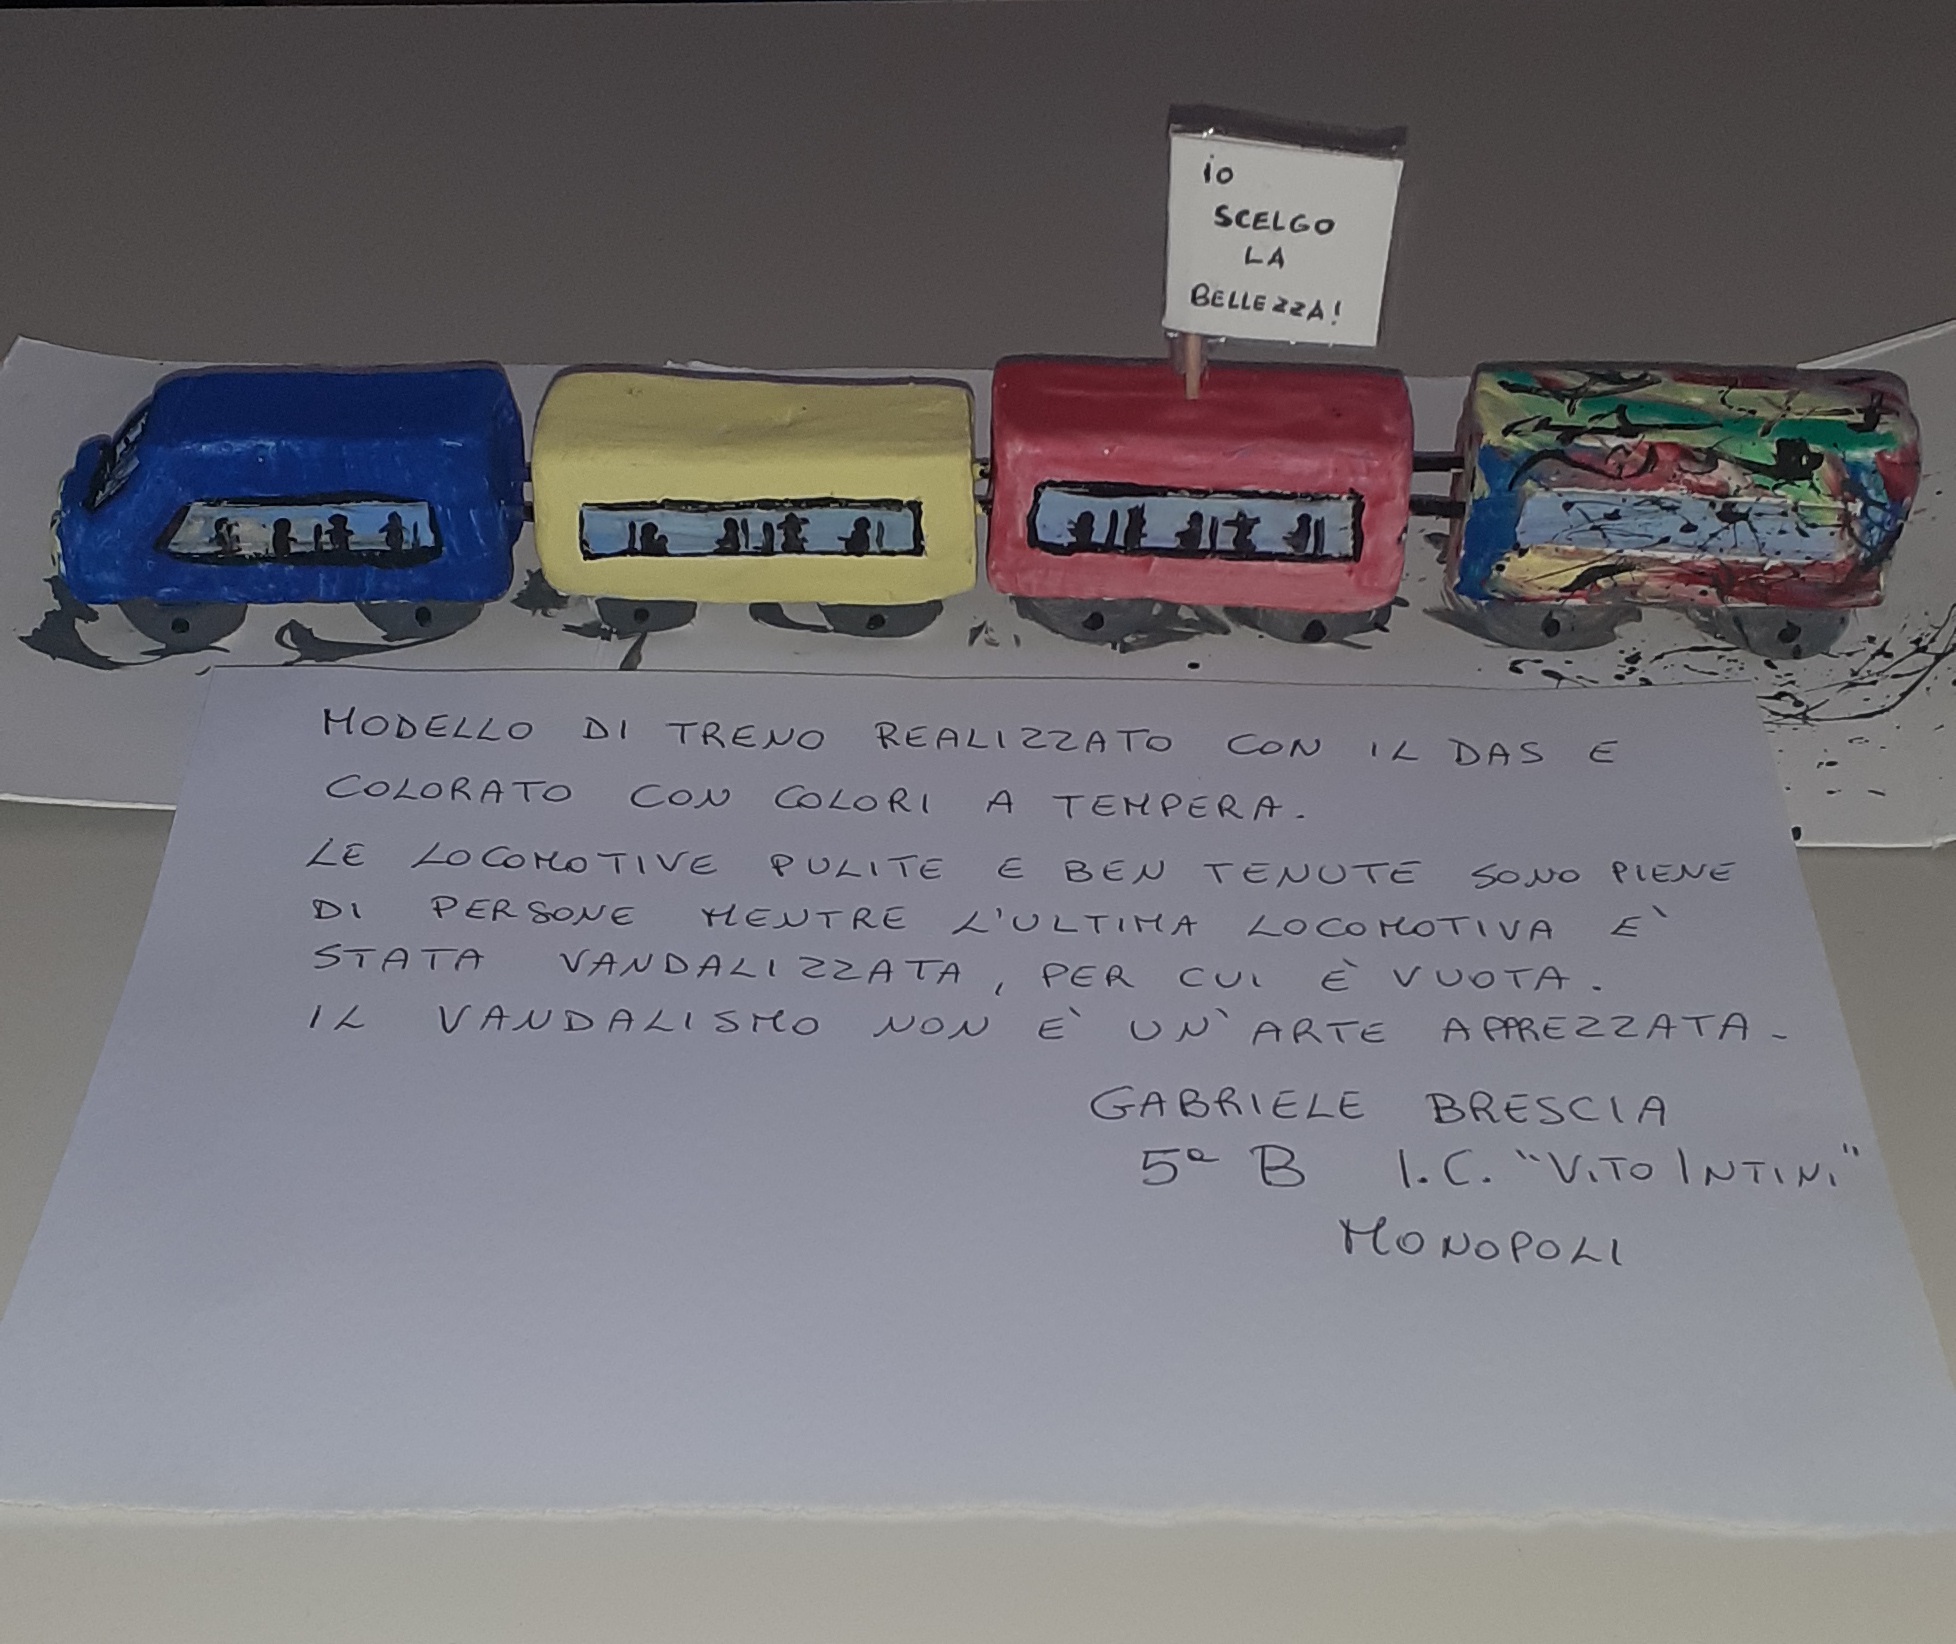 io
SCELGO
LA
BELLEZZA!
MODELLO DI TRENO REALIZZATO CON IL DAS E
COLORATO CON COLORI A TEMPERA.
LE LOCOMOTIVE PULITE E BEN TENUTE SONO PIENE
DI PERSONE MENTRE L'ULTIMA LOCOMOTIVA E'
STATA VANDALIZZATA, PER CUI È VUOTA.
IL VANDALISMO NON E' UN'ARTE APPREZZATA.
GABRIELE BRESCIA
5ª B I.C. "VITO INTINI"
MONOPOLI